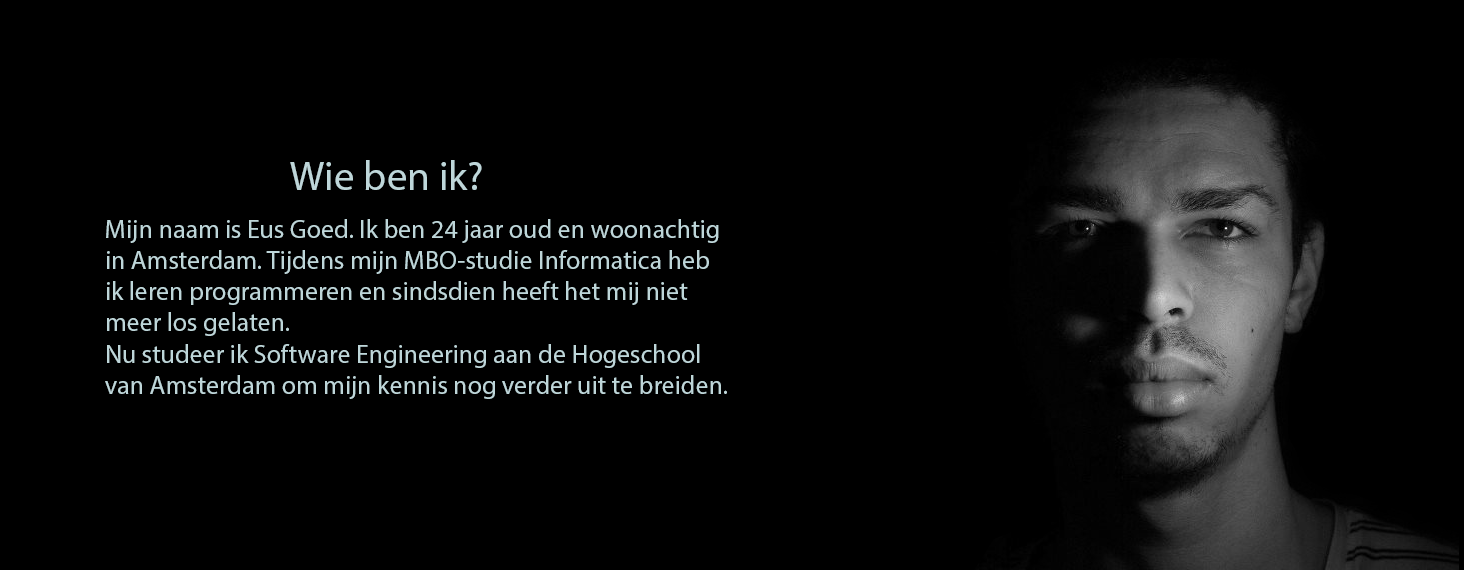 Wie ben ik?
Mijn naam is Eus Goed. Ik ben 24 jaar oud en woonachtig
in Amsterdam. Tijdens mijn MBO-studie Informatica heb
ik leren programmeren en sindsdien heeft het mij niet
meer los gelaten.
Nu studeer ik Software Engineering aan de Hogeschool
van Amsterdam om mijn kennis nog verder uit te breiden.